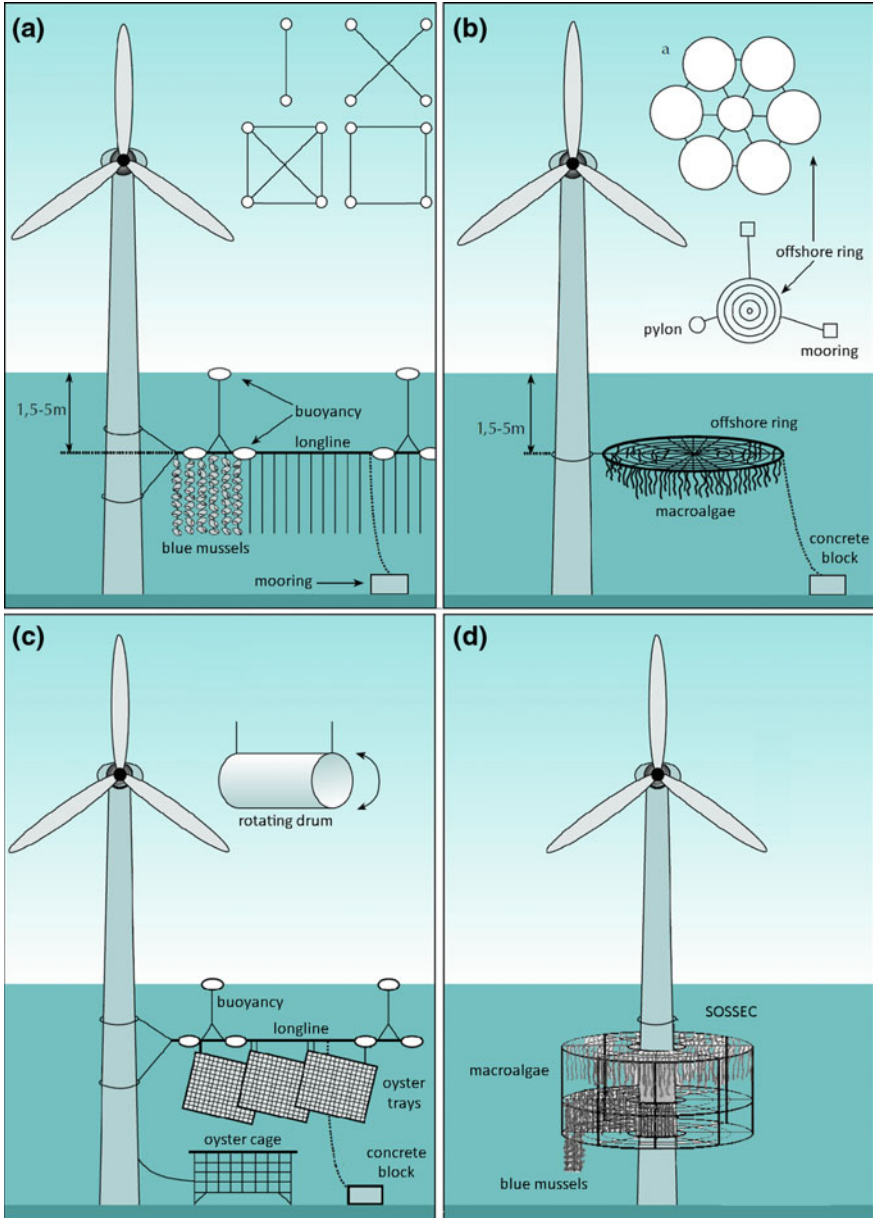 (a)
1,5-5m
buoyancy
longline
blue mussels
mooring
(b)
a
offshore ring
pylon
mooring
1,5-5m
offshore ring
macroalgae
concrete
block
(c)
rotating drum
buoyancy
longline
oyster
trays
oyster cage
concrete
block
(d)
SOSSEC
macroalgae
blue mussels